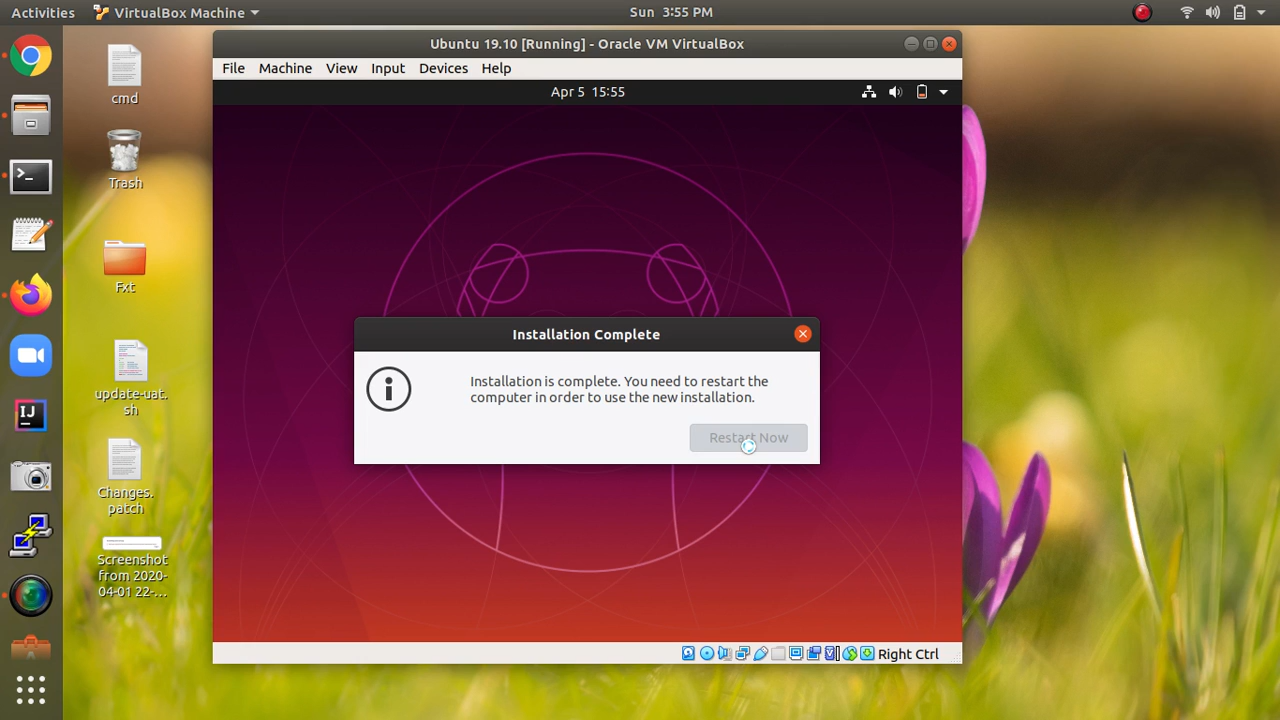 Activities
VirtualBox Machine
Sun 3:55 PM
cmd
Trash
Fxt
update-uat.
sh
Changes.
patch
Screenshot
from 2020-
04-01 22-...
IJ
Ubuntu 19.10 [Running] - Oracle VM VirtualBox
File Machine View Input Devices Help
Apr 5 15:55
Installation Complete
Installation is complete. You need to restart the
computer in order to use the new installation.
Restart Now
Right Ctrl